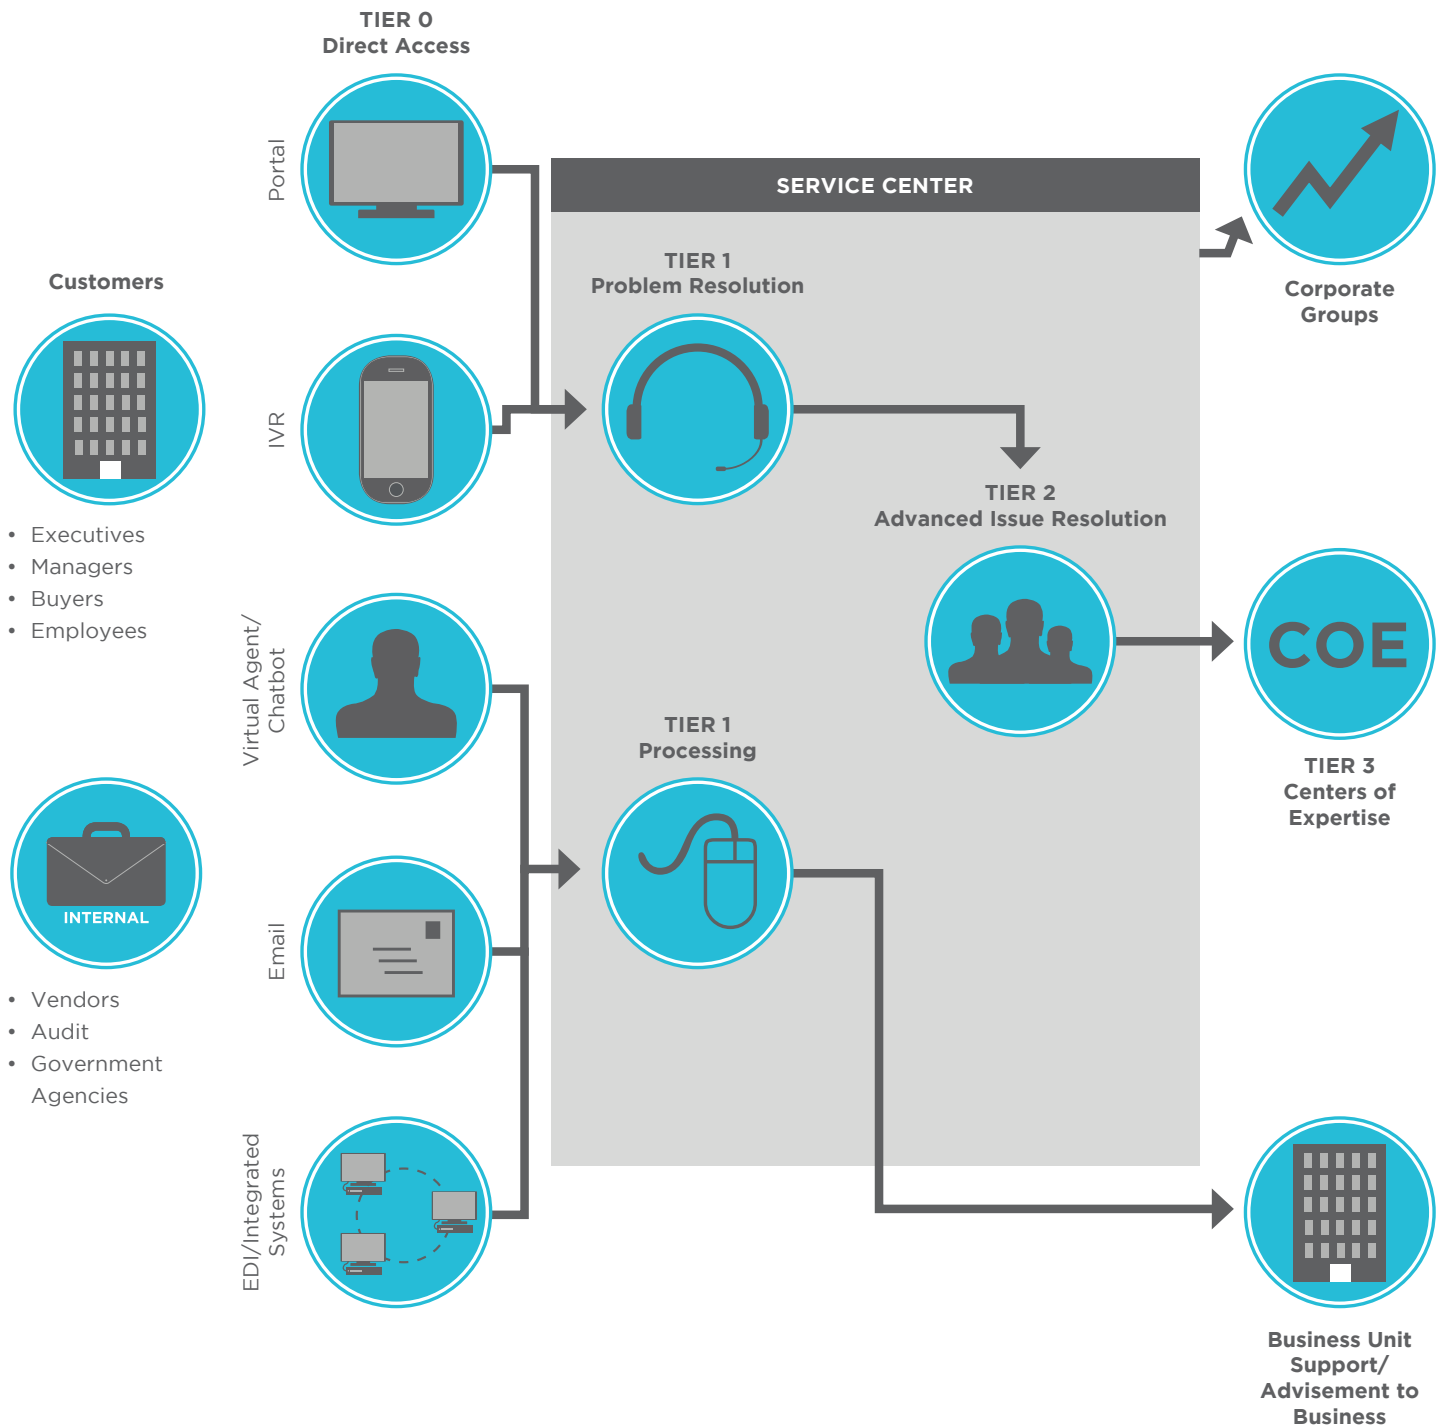 TIER 0
Direct Access
Portal
IVR
Virtual Agent/
Chatbot
Email
EDI/Integrated
Systems
Customers
• Executives
• Managers
• Buyers
• Employees
INTERNAL
• Vendors
• Audit
• Government
Agencies
SERVICE CENTER
TIER 1
Problem Resolution
TIER 2
Advanced Issue Resolution
TIER 1
Processing
Corporate
Groups
COE
TIER 3
Centers of
Expertise
Business Unit
Support/
Advisement to
Business